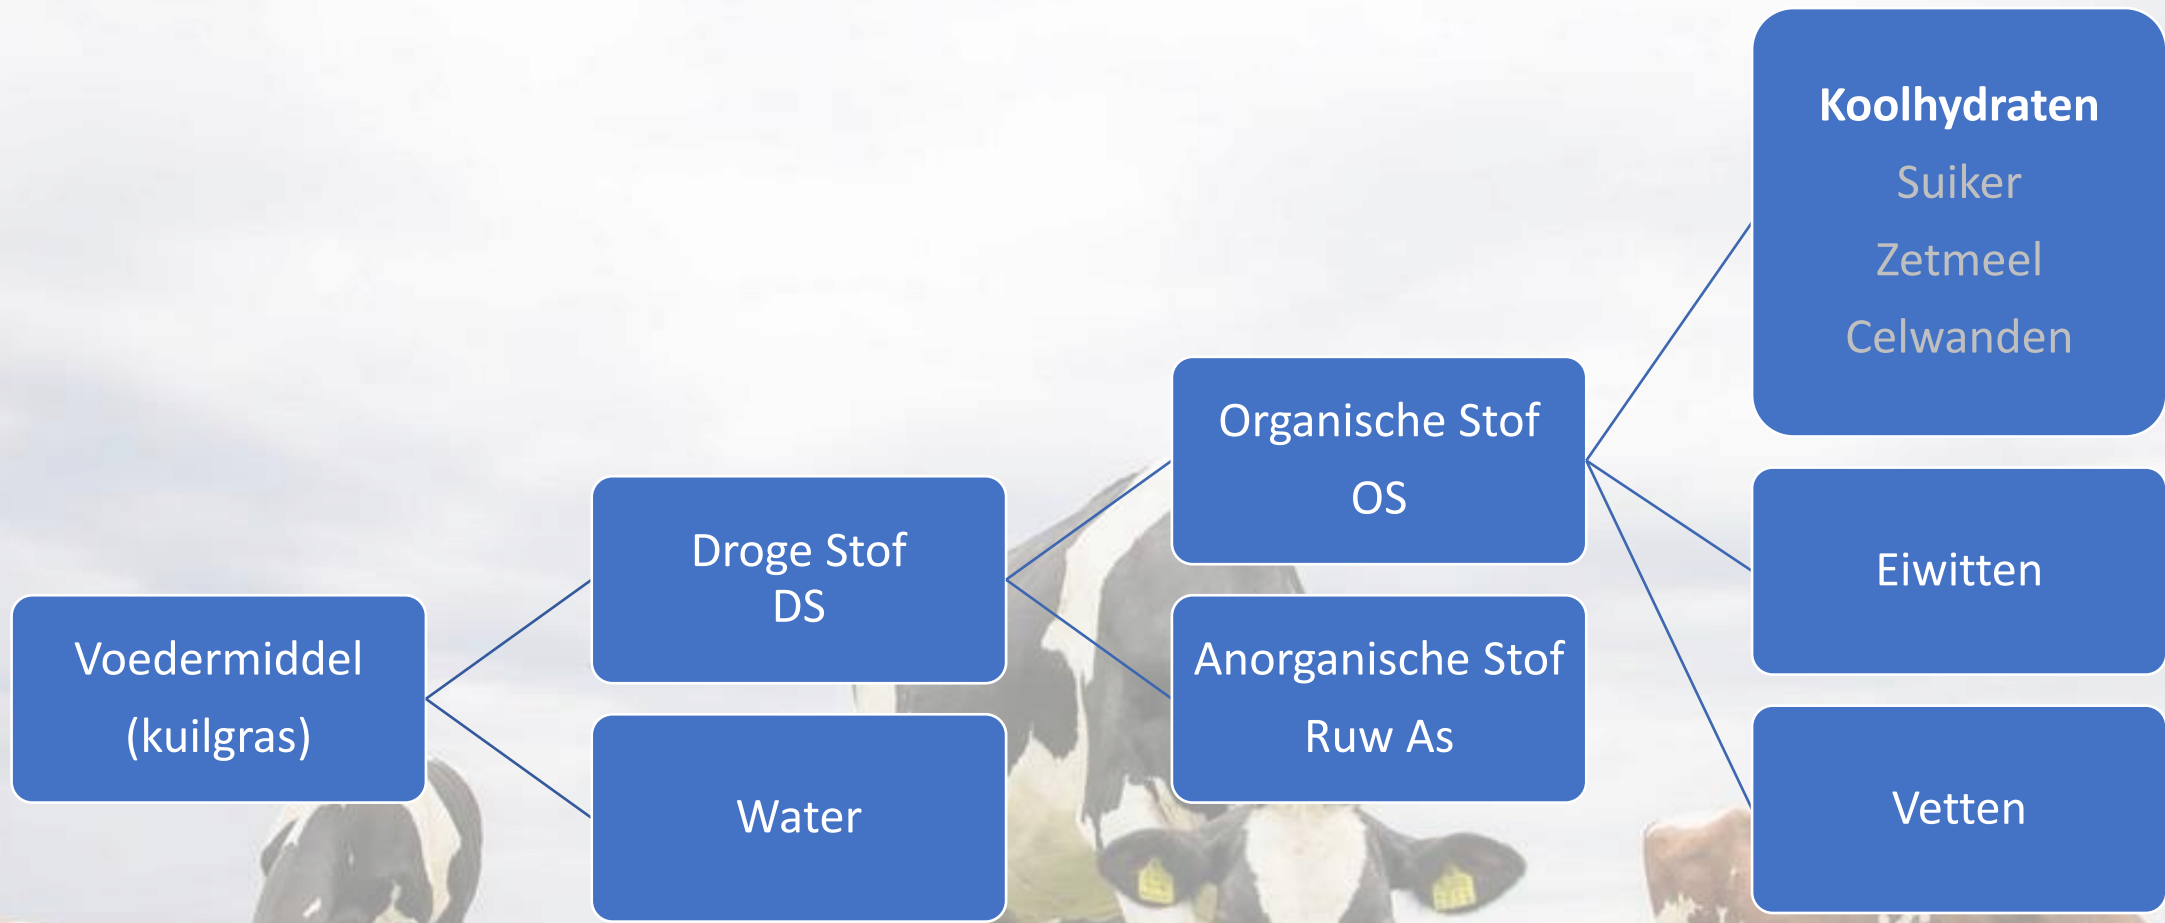 Voedermiddel
(kuilgras)
Droge Stof
DS
Water
Organische Stof
OS
Anorganische Stof
Ruw As
Koolhydraten
Suiker
Zetmeel
Celwanden
Eiwitten
Vetten